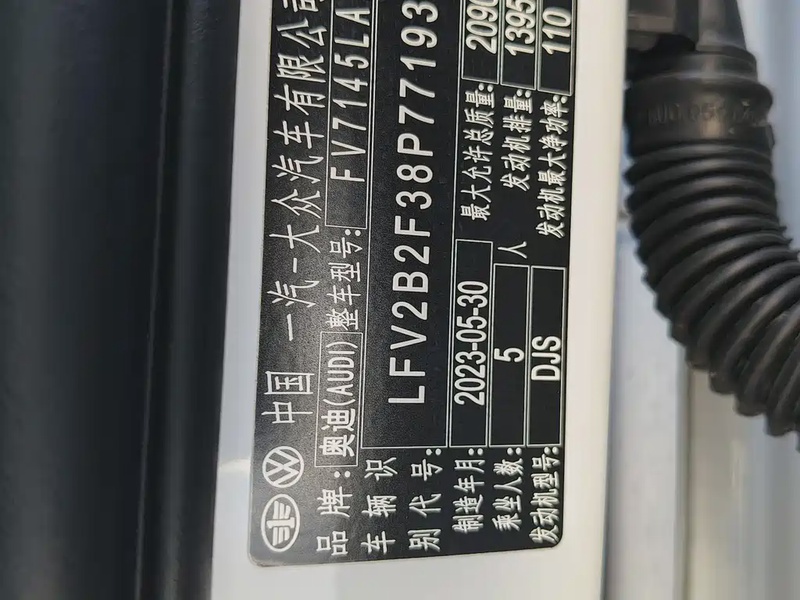 中国 一汽-大众汽车有限公司
品牌: 奥迪(AUDI) 整车型号: FV7145LA
车辆识别代号: LFV2B2F38P77193
制造年月: 2023-05-30 最大允许总质量: 2090
乘坐人数: 5 人 发动机排量: 1395
发动机型号: DJS 发动机最大净功率: 110